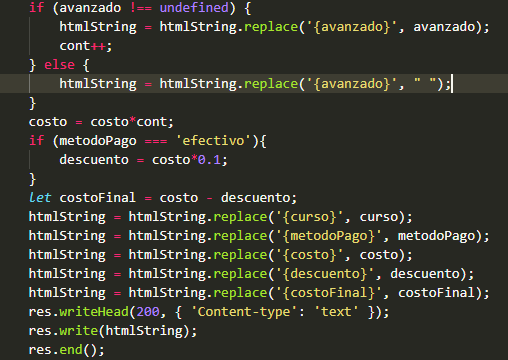 if (avanzado !== undefined) {
htmlString = htmlString.replace('{avanzado}', avanzado);
cont++;
} else {
htmlString = htmlString.replace('{avanzado}', " ");
}
costo = costo*cont;
if (metodoPago === 'efectivo'){
descuento = costo*0.1;
}
let costoFinal = costo - descuento;
htmlString = htmlString.replace('{curso}', curso);
htmlString = htmlString.replace('{metodoPago}', metodoPago);
htmlString = htmlString.replace('{costo}', costo);
htmlString = htmlString.replace('{descuento}', descuento);
htmlString = htmlString.replace('{costoFinal}', costoFinal);
res.writeHead(200, { 'Content-type': 'text' });
res.write(htmlString);
res.end();